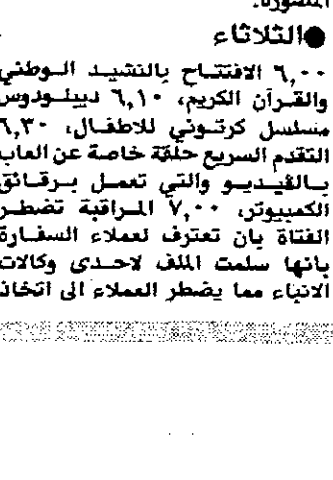 المنصورة.
●الثلاثاء
٦,٠٠ الافتتاح بالنشيد الوطني
والقرآن الكريم، ٦,١٠ ديبلودوس
مسلسل كرتوني للاطفال، ٦,٣٠
التقدم السريع حلقة خاصة عن العاب
بالفيديو والتي تعمل برقائق
الكمبيوتر، ٧,٠٠ المراقبة تضطر
الفتاة بان تعترف لعملاء السفارة
بانها سلمت الملف لاحدى وكالات
الانباء مما يضطر العملاء الى اتخاذ